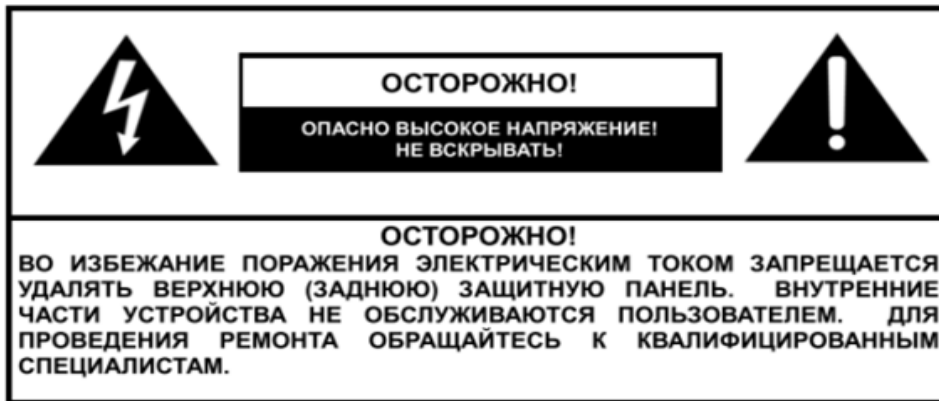 ОСТОРОЖНО!
ОПАСНО ВЫСОКОЕ НАПРЯЖЕНИЕ!
НЕ ВСКРЫВАТЬ!
ОСТОРОЖНО!
ВО ИЗБЕЖАНИЕ ПОРАЖЕНИЯ ЭЛЕКТРИЧЕСКИМ ТОКОМ ЗАПРЕЩАЕТСЯ
УДАЛЯТЬ ВЕРХНЮЮ (ЗАДНЮЮ) ЗАЩИТНУЮ ПАНЕЛЬ. ВНУТРЕННИЕ
ЧАСТИ УСТРОЙСТВА НЕ ОБСЛУЖИВАЮТСЯ ПОЛЬЗОВАТЕЛЕМ. ДЛЯ
ПРОВЕДЕНИЯ РЕМОНТА ОБРАЩАЙТЕСЬ К КВАЛИФИЦИРОВАННЫМ
СПЕЦИАЛИСТАМ.